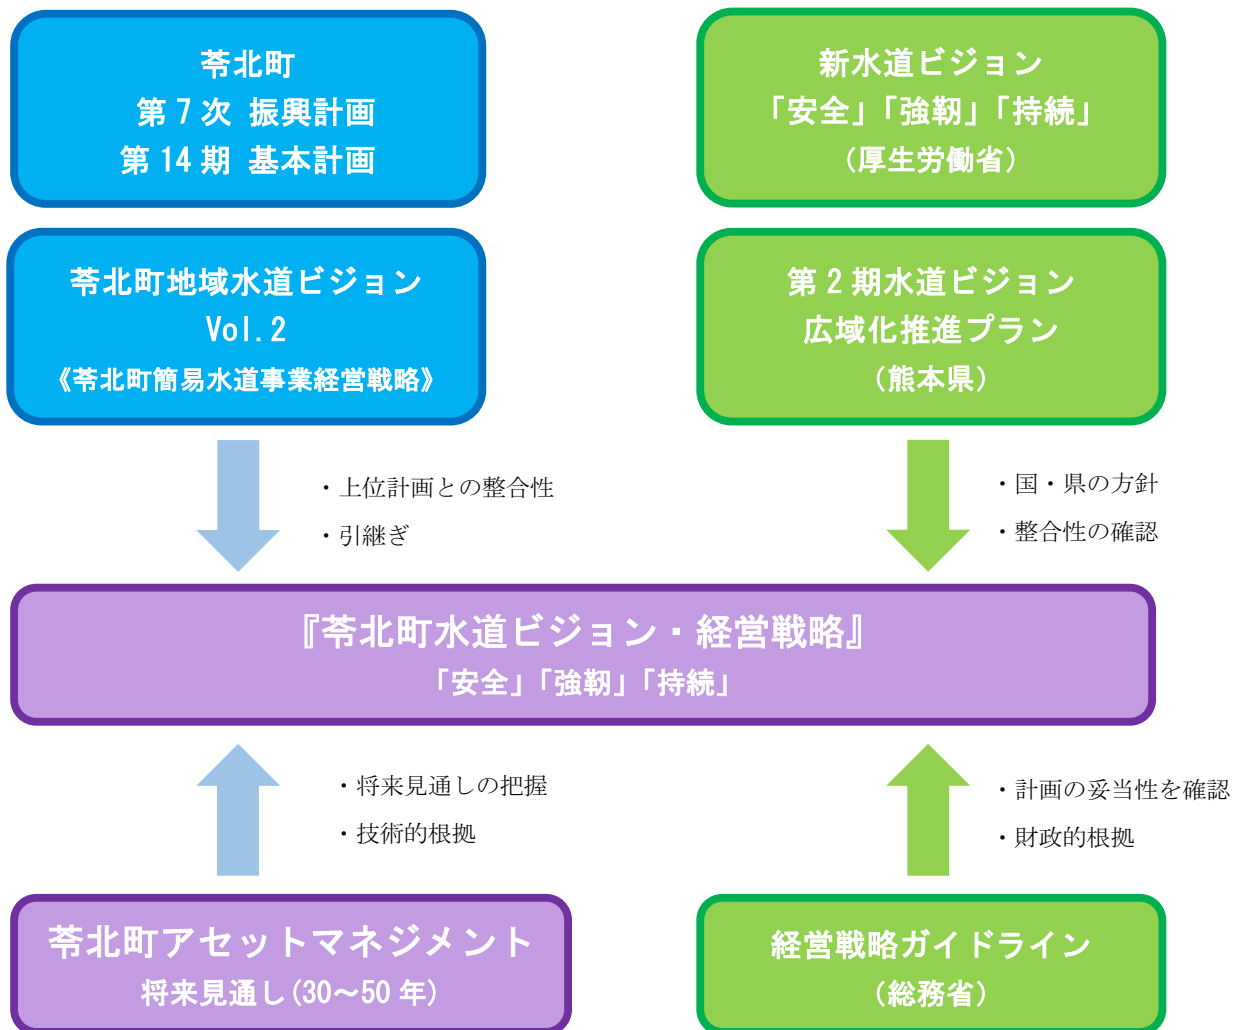 苓北町
第7次 振興計画
第14期 基本計画
新水道ビジョン
「安全」「強靭」「持続」
（厚生労働省）
苓北町地域水道ビジョン
Vol.2
《苓北町簡易水道事業経営戦略》
第2期水道ビジョン
広域化推進プラン
（熊本県）
・上位計画との整合性
・引継ぎ
・国・県の方針
・整合性の確認
『苓北町水道ビジョン・経営戦略』
「安全」「強靭」「持続」
・将来見通しの把握
・技術的根拠
・計画の妥当性を確認
・財政的根拠
苓北町アセットマネジメント
将来見通し(30～50年)
経営戦略ガイドライン
（総務省）